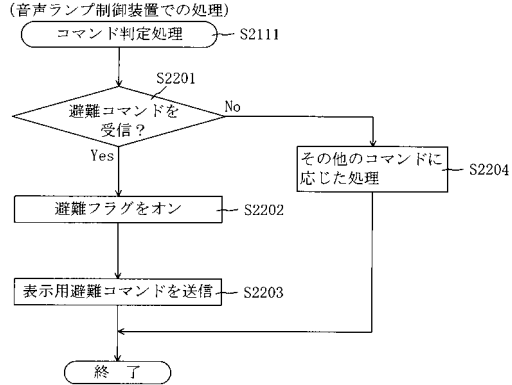 (音声ランプ制御装置での処理)
コマンド判定処理
S2111
S2201
避難コマンドを
受信?
No
Yes
その他のコマンドに
応じた処理
S2204
避難フラグをオン
S2202
表示用避難コマンドを送信
S2203
終 了